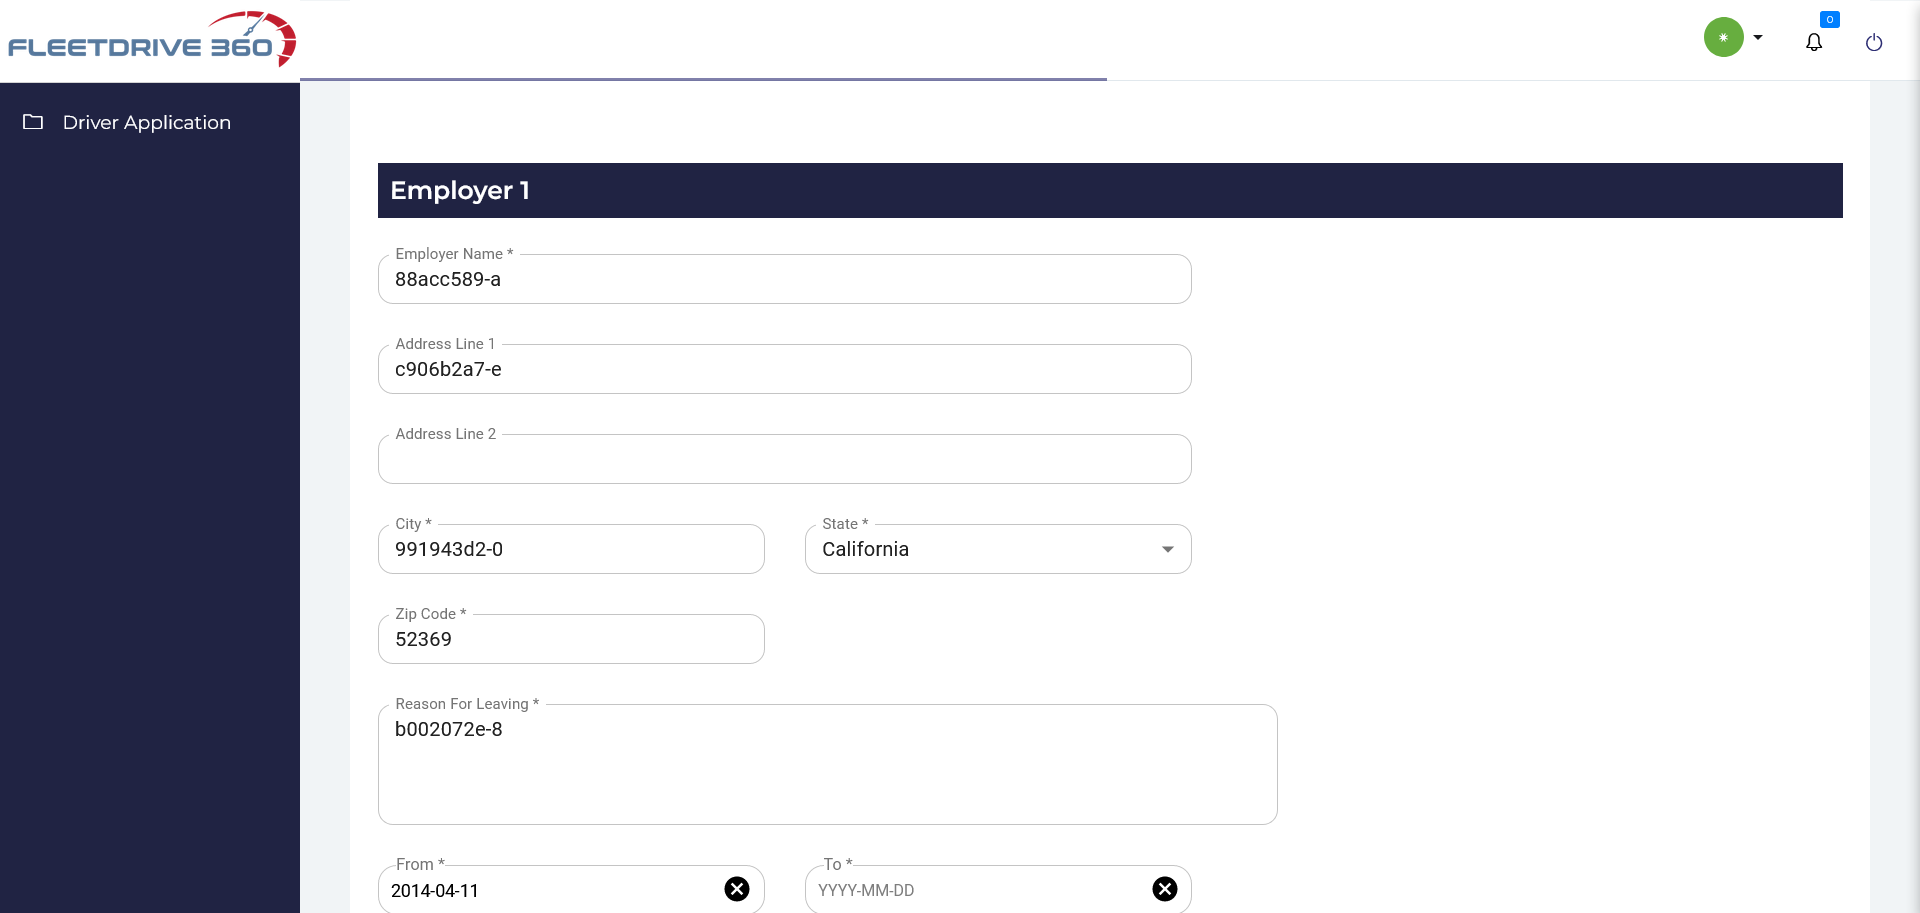 FLEETDRIVE 360
0
Driver Application
Employer 1
Employer Name *
88acc589-a
Address Line 1
c906b2a7-e
Address Line 2
City *
991943d2-0
State *
California
Zip Code *
52369
Reason For Leaving *
b002072e-8
From *
2014-04-11
To *
YYYY-MM-DD